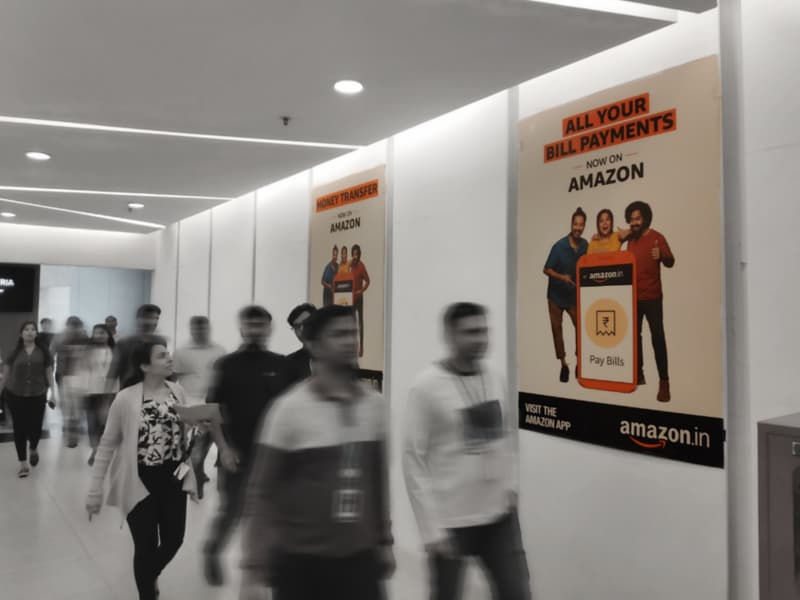 RIA
MONEY TRANSFER
NOW ON
AMAZON
ALL YOUR
BILL PAYMENTS
NOW ON
AMAZON
amazon.in
₹
Pay Bills
VISIT THE
AMAZON APP
amazon.in